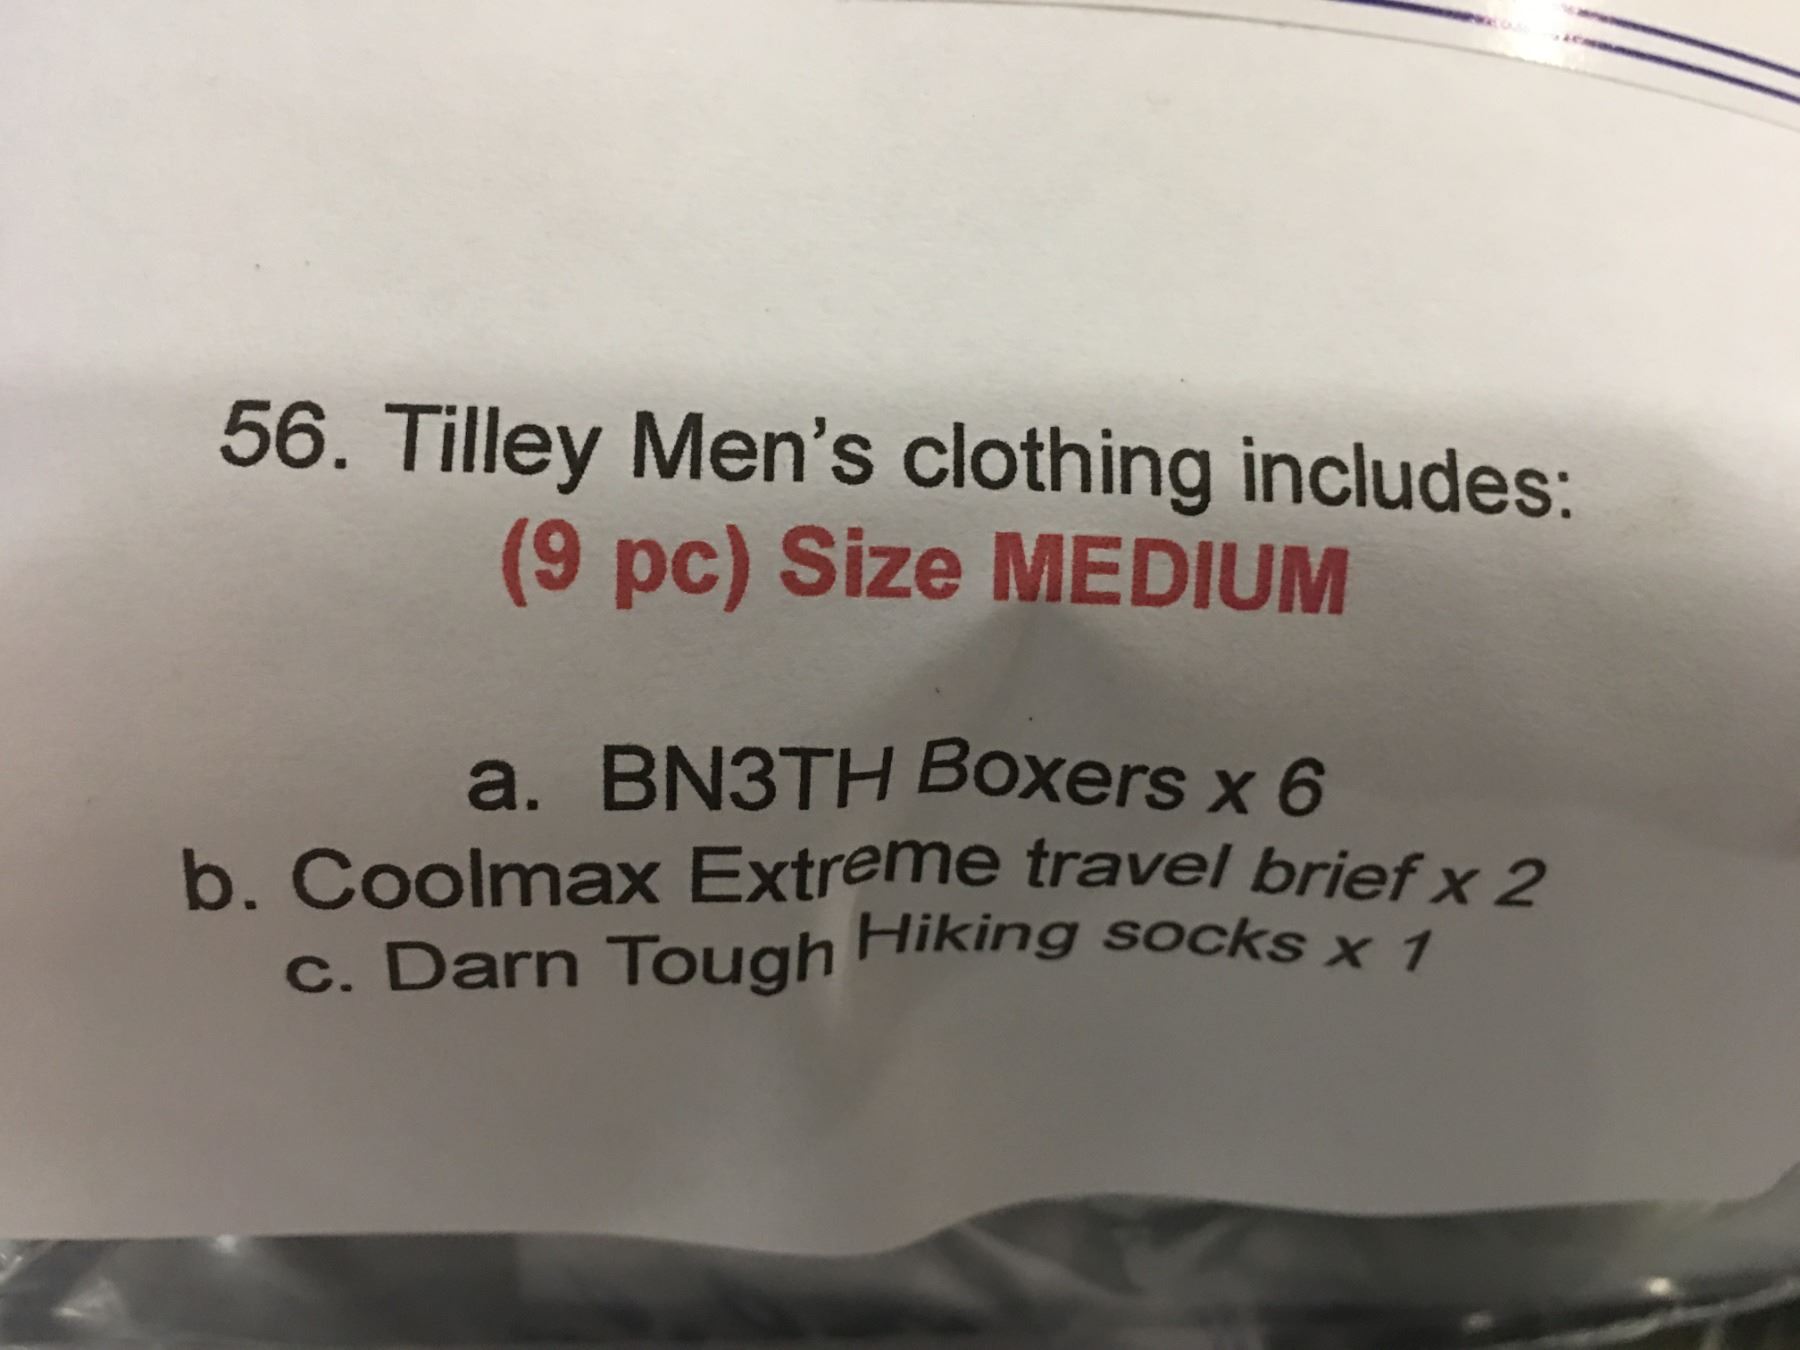 56. Tilley Men's clothing includes:
(9 pc) Size MEDIUM
a. BN3TH Boxers x 6
b. Coolmax Extreme travel brief x 2
c. Darn Tough Hiking socks x 1